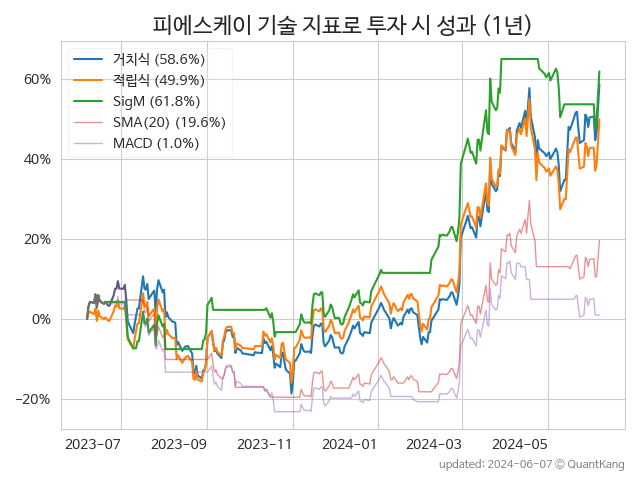 피에스케이 기술 지표로 투자 시 성과 (1년)
거치식 (58.6%)
적립식 (49.9%)
SigM (61.8%)
SMA(20) (19.6%)
MACD (1.0%)
60%
40%
20%
0%
−20%
2023-07
2023-09
2023-11
2024-01
2024-03
2024-05
updated: 2024-06-07 © QuantKang